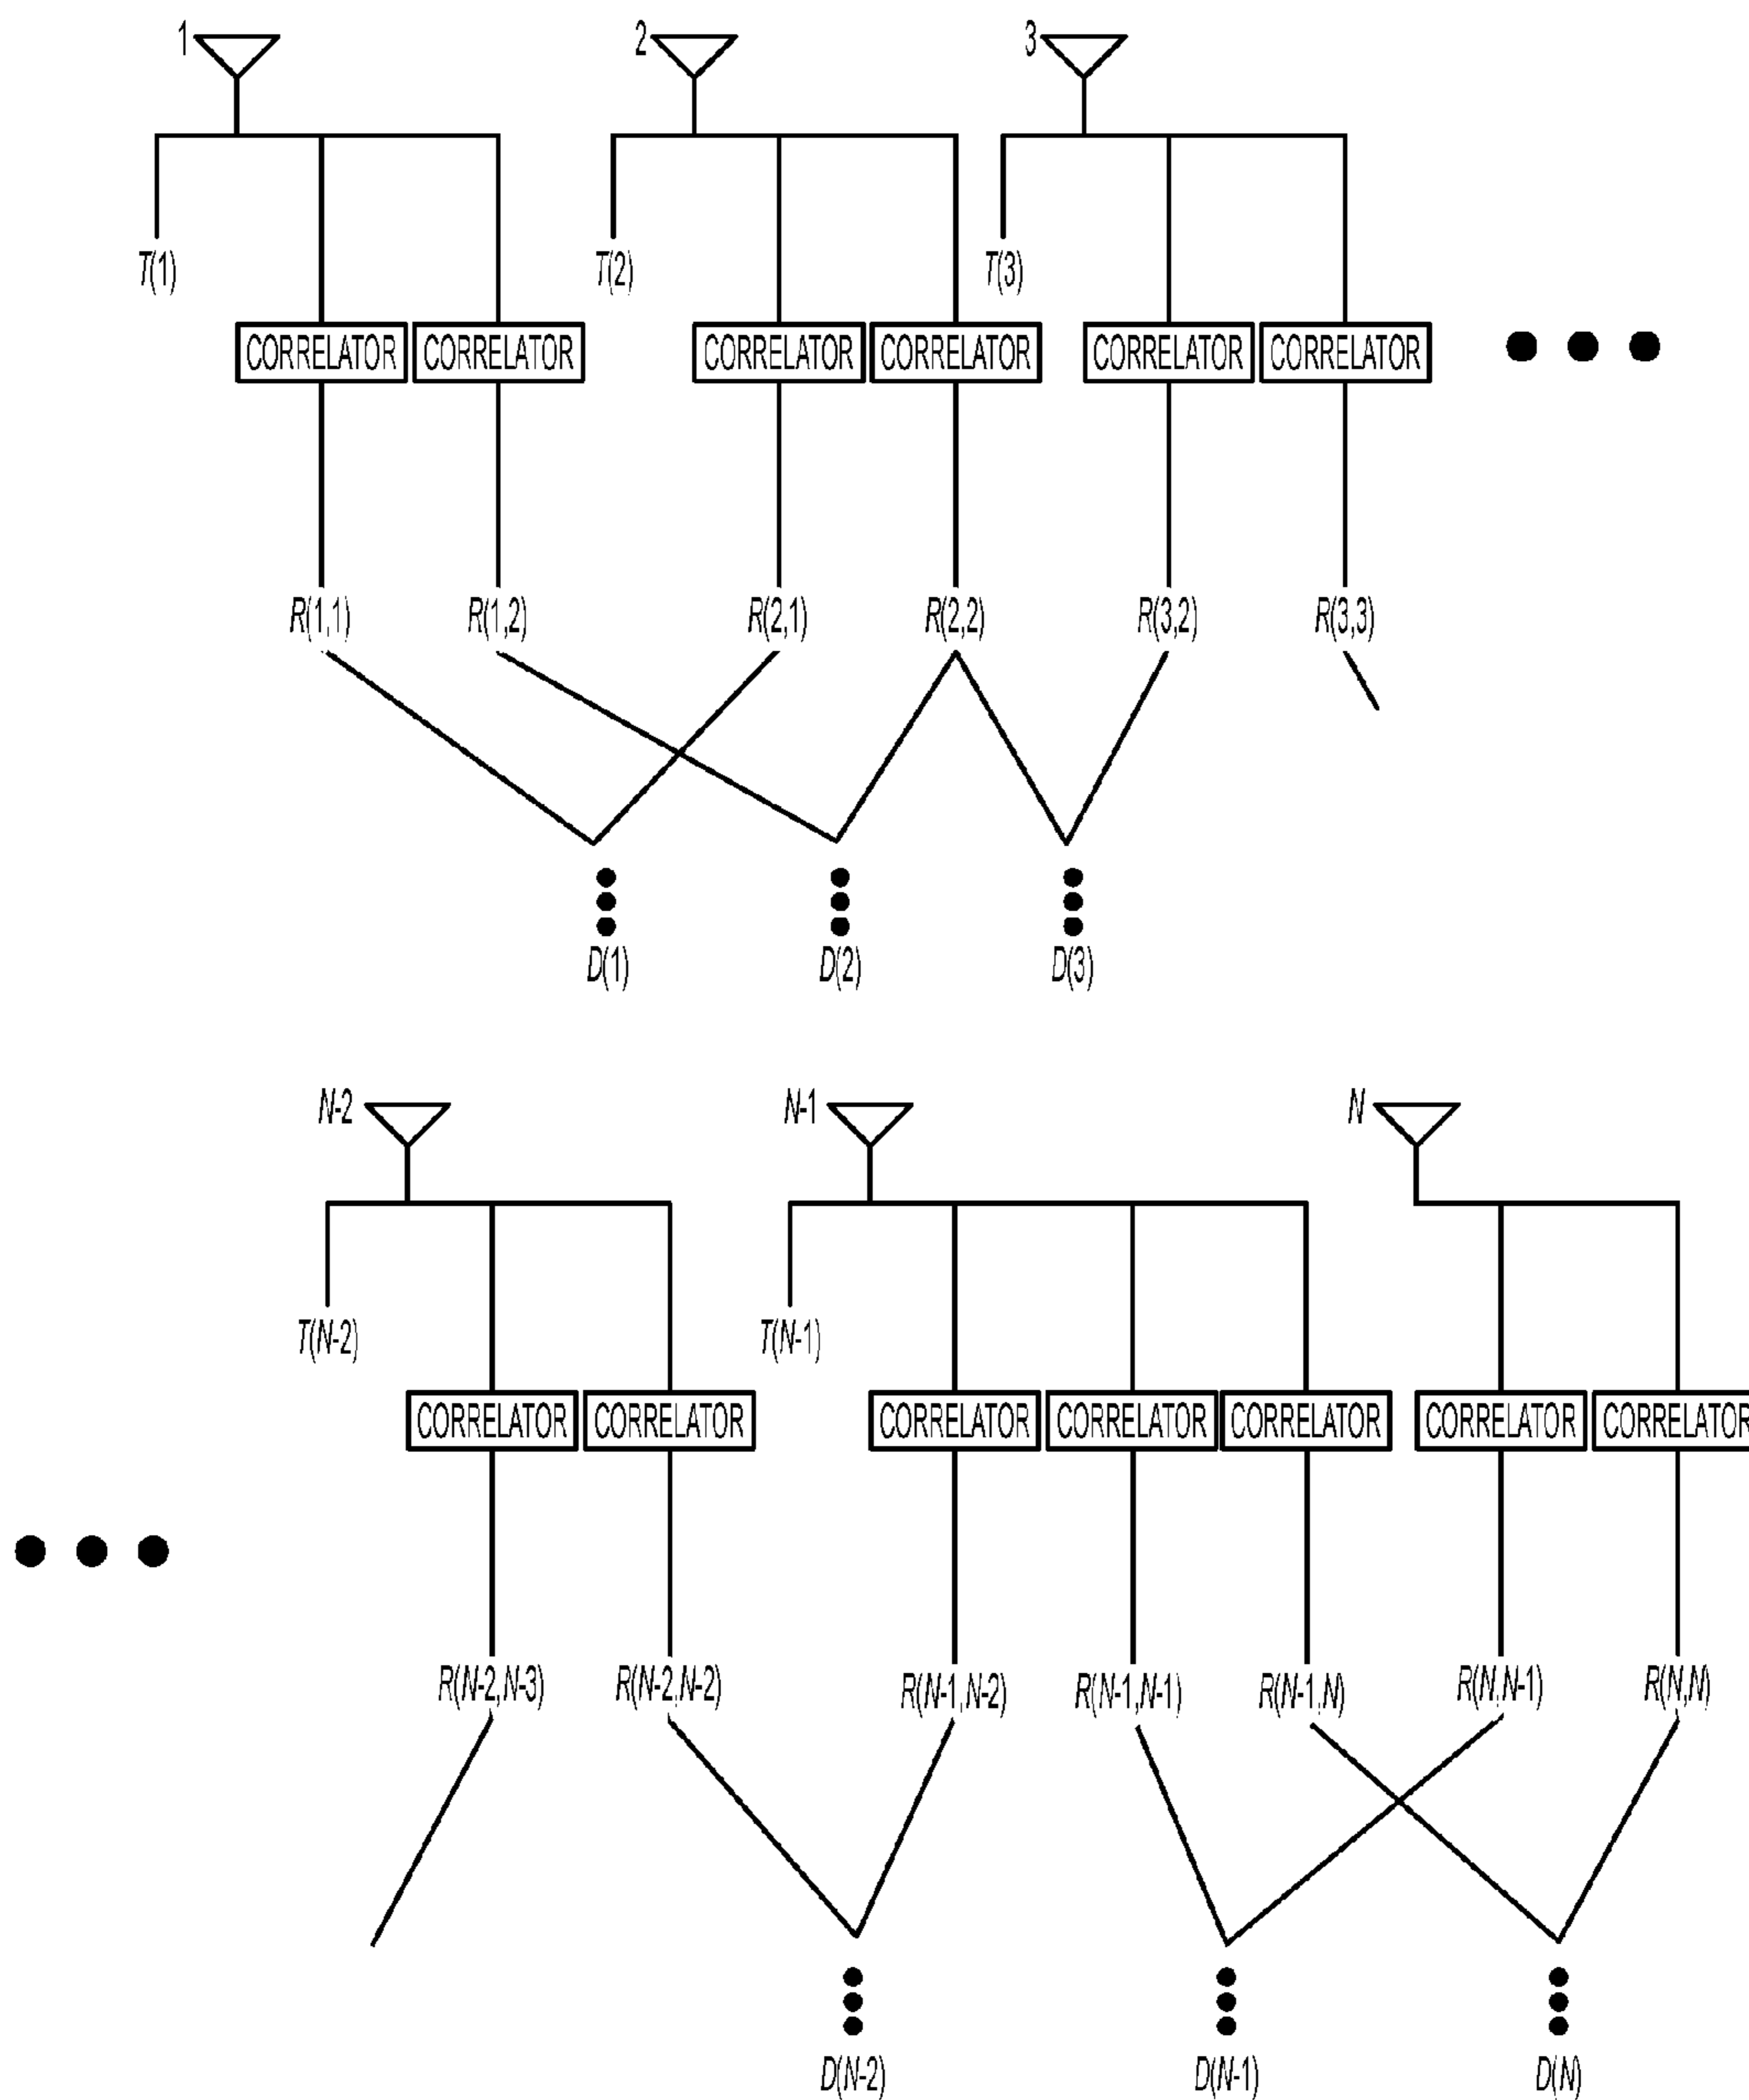 1 2 3
T(1) T(2) T(3)
CORRELATOR CORRELATOR CORRELATOR CORRELATOR CORRELATOR CORRELATOR
R(1,1) R(1,2) R(2,1) R(2,2) R(3,2) R(3,3)
D(1) D(2) D(3)
N-2 N-1 N
T(N-2) T(N-1)
CORRELATOR CORRELATOR CORRELATOR CORRELATOR CORRELATOR CORRELATOR CORRELATOR
R(N-2,N-3) R(N-2,N-2) R(N-1,N-2) R(N-1,N-1) R(N-1,N) R(N,N-1) R(N,N)
D(N-2) D(N-1) D(N)